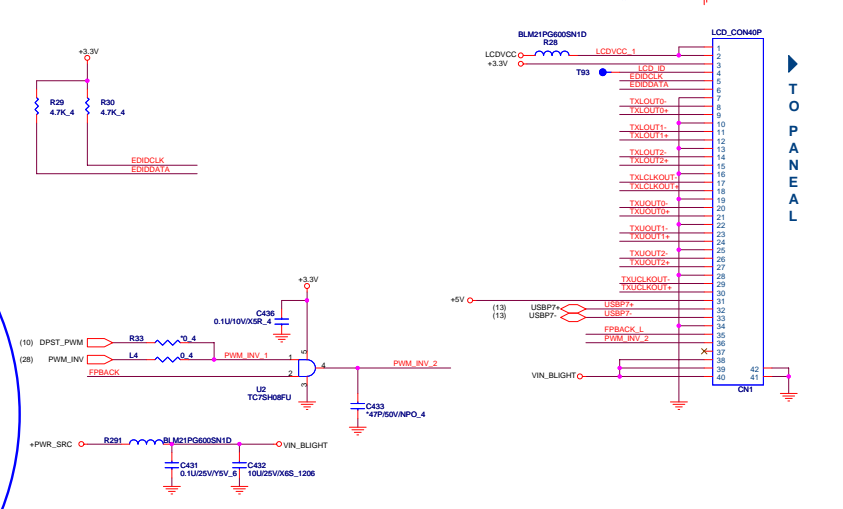 LCD_CON40P
BLM21PG600SN1D
R28
LCDVCC
LCDVCC_1
+3.3V
T93
LCD_ID
EDIDCLK
EDIDDATA
TXLOUT0-
TXLOUT0+
TXLOUT1-
TXLOUT1+
TXLOUT2-
TXLOUT2+
TXLCLKOUT-
TXLCLKOUT+
TXUOUT0-
TXUOUT0+
TXUOUT1-
TXUOUT1+
TXUOUT2-
TXUOUT2+
TXUCLKOUT-
TXUCLKOUT+
+5V
(13) USBP7+ USBP7+
(13) USBP7- USBP7-
FPBACK_L
PWM_INV_2
VIN_BLIGHT
1
2
3
4
5
6
7
8
9
10
11
12
13
14
15
16
17
18
19
20
21
22
23
24
25
26
27
28
29
30
31
32
33
34
35
36
37
38
39 42
40 41
CN1
TO PANEAL
+3.3V
R29
4.7K_4
R30
4.7K_4
EDIDCLK
EDIDDATA
+3.3V
C436
0.1U/10V/X5R_4
(10) DPST_PWM R33 *0_4
(28) PWM_INV L4 0_4 PWM_INV_1 1
FPBACK 2
5
4
3
PWM_INV_2
U2
TC7SH08FU
C433
*47P/50V/NPO_4
+PWR_SRC R291 BLM21PG600SN1D VIN_BLIGHT
C431
0.1U/25V/Y5V_6
C432
10U/25V/X6S_1206